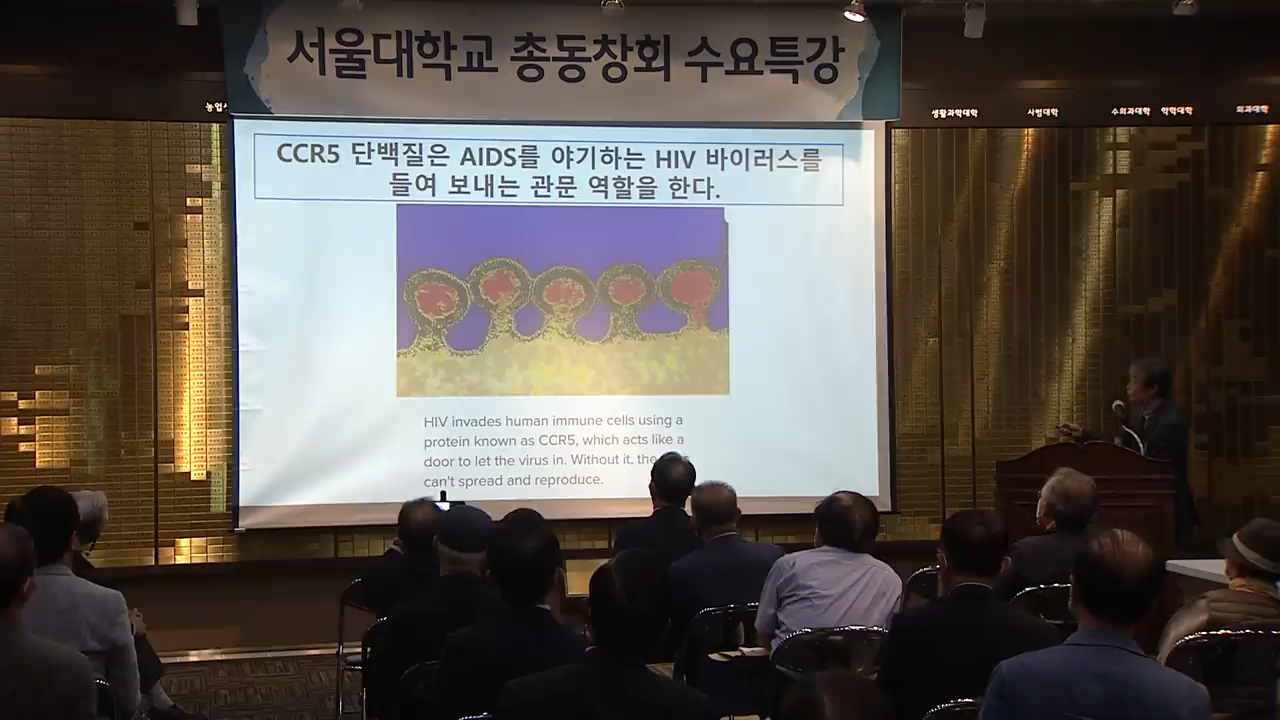 서울대학교 총동창회 수요특강
생활과학대학
사범대학
수의과대학
약학대학
CCR5 단백질은 AIDS를 야기하는 HIV 바이러스를
들여 보내는 관문 역할을 한다.
HIV invades human immune cells using a
protein known as CCR5, which acts like a
door to let the virus in. Without it, the
can't spread and reproduce.